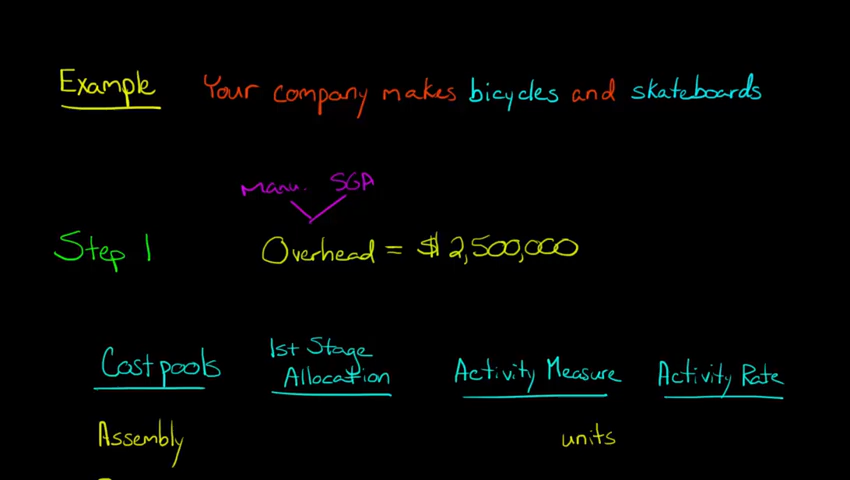 Example Your company makes bicycles and skateboards
Manu. SGA
Step 1 Overhead = $2,500,000
Cost pools 1st Stage Allocation Activity Measure Activity Rate
Assembly units